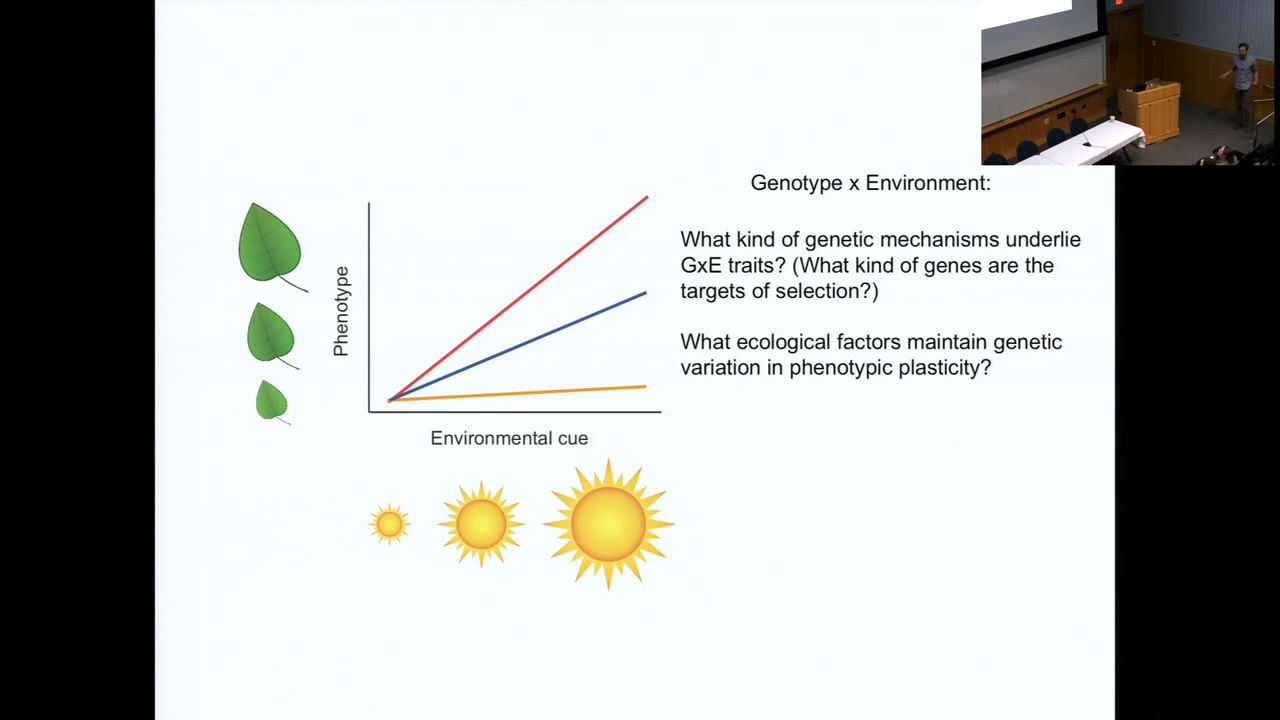 Genotype x Environment:
What kind of genetic mechanisms underlie
GxE traits? (What kind of genes are the
targets of selection?)
What ecological factors maintain genetic
variation in phenotypic plasticity?
Phenotype
Environmental cue